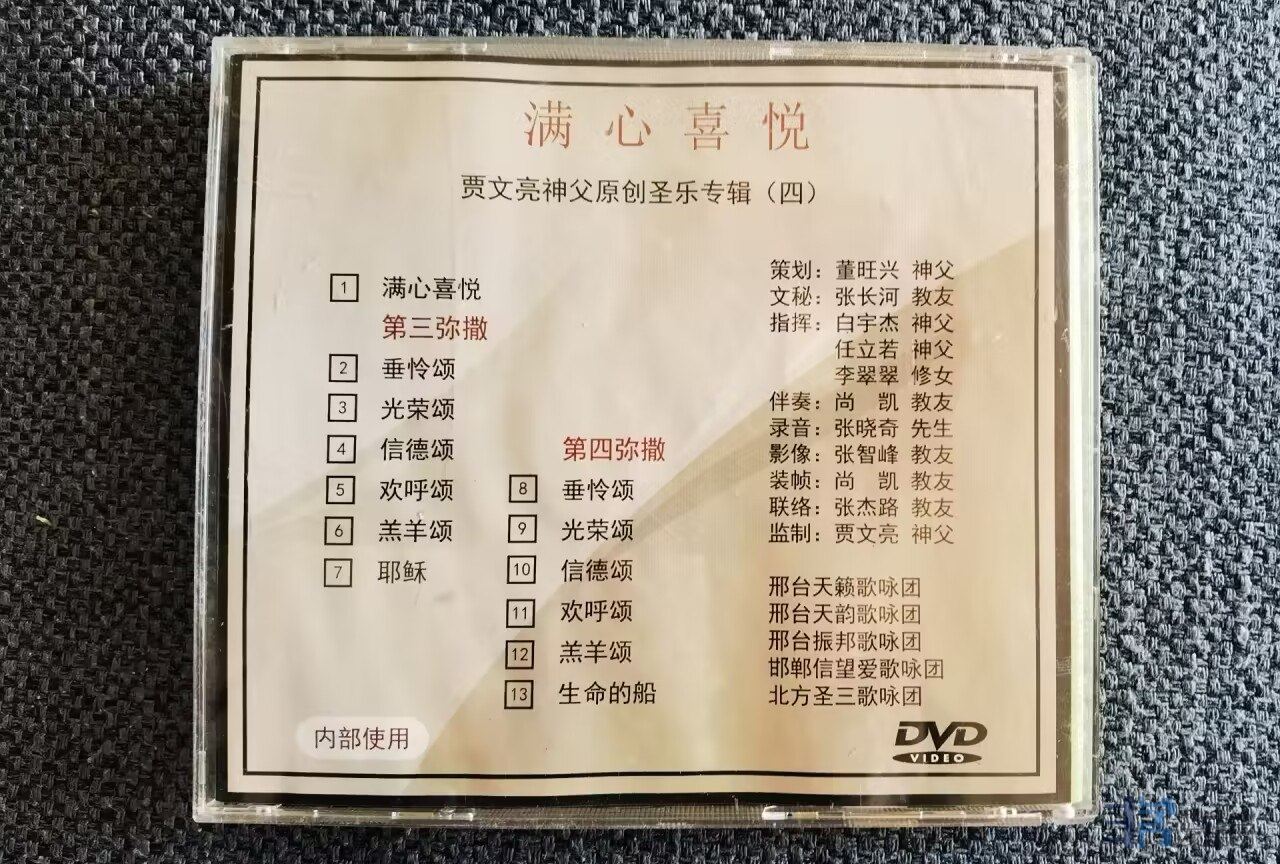 满心喜悦
贾文亮神父原创圣乐专辑（四）
1 满心喜悦
第三弥撒
2 垂怜颂
3 光荣颂
4 信德颂
5 欢呼颂
6 羔羊颂
7 耶稣
第四弥撒
8 垂怜颂
9 光荣颂
10 信德颂
11 欢呼颂
12 羔羊颂
13 生命的船
策划：董旺兴 神父
文秘：张长河 教友
指挥：白宇杰 神父
任立若 神父
李翠翠 修女
伴奏：尚 凯 教友
录音：张晓奇 先生
影像：张智峰 教友
装帧：尚 凯 教友
联络：张杰路 教友
监制：贾文亮 神父
邢台天籁歌咏团
邢台天韵歌咏团
邢台振邦歌咏团
邯郸信望爱歌咏团
北方圣三歌咏团
内部使用
DVD
VIDEO